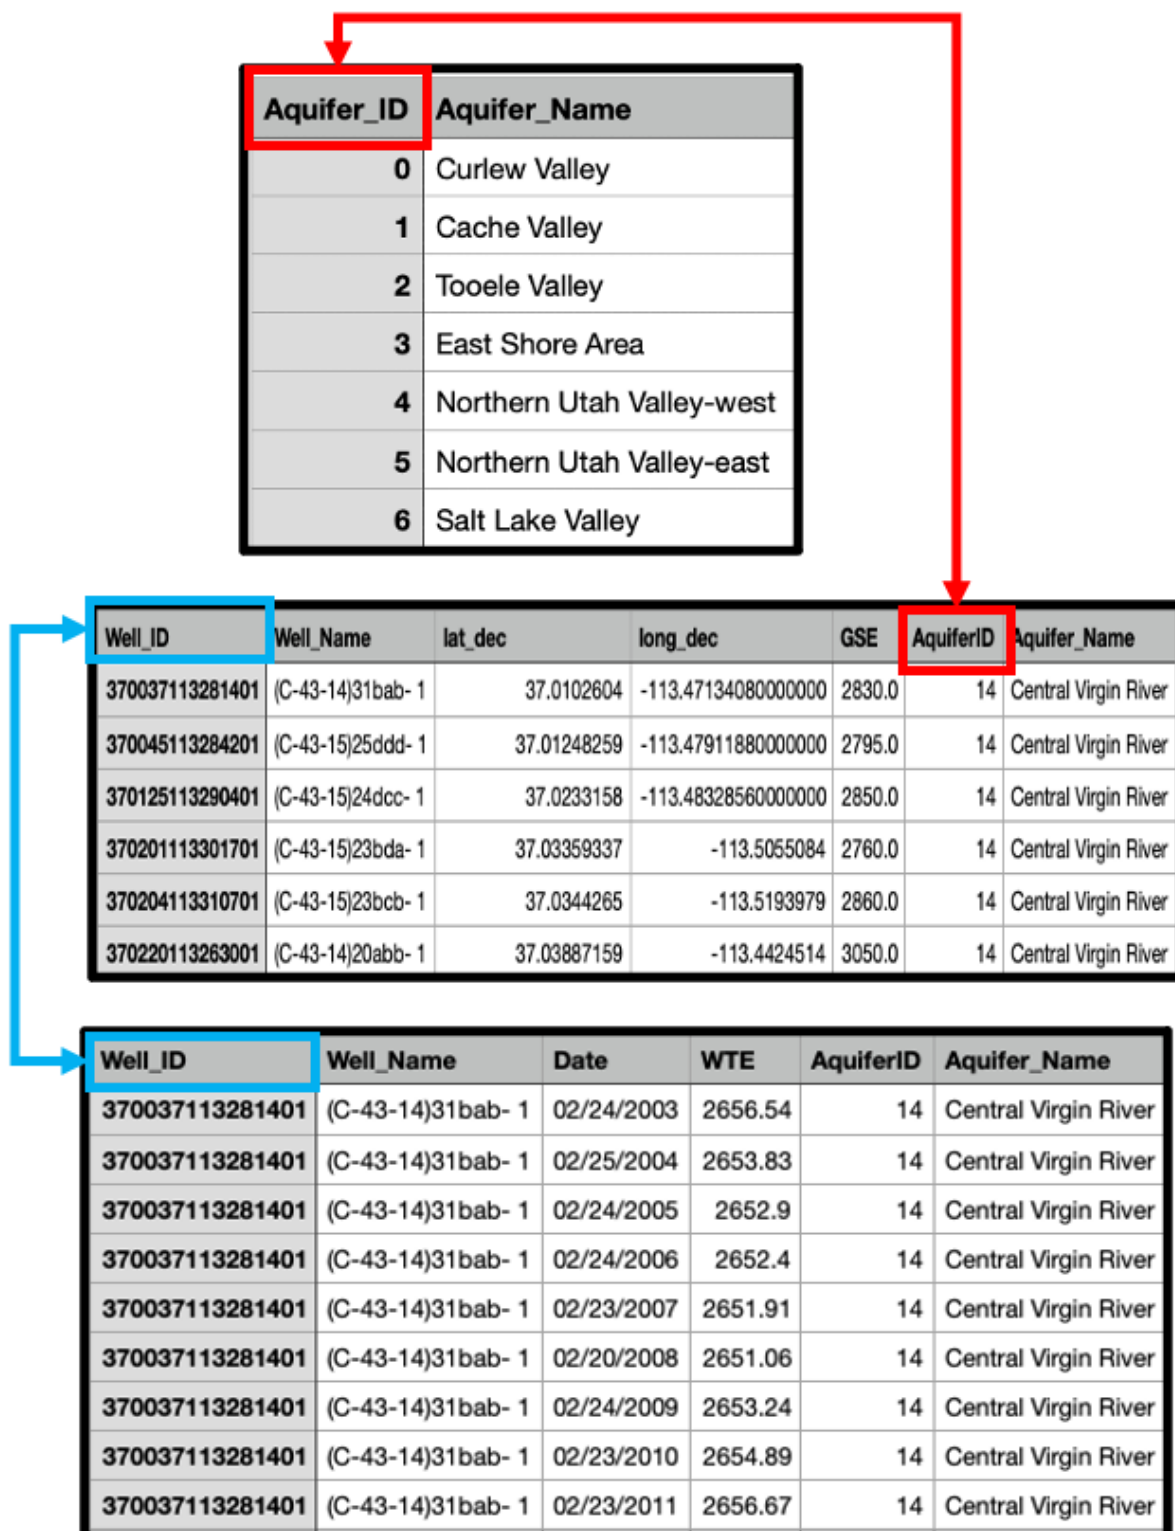 Aquifer_ID Aquifer_Name
0 Curlew Valley
1 Cache Valley
2 Tooele Valley
3 East Shore Area
4 Northern Utah Valley-west
5 Northern Utah Valley-east
6 Salt Lake Valley
Well_ID Well_Name lat_dec long_dec GSE AquiferID Aquifer_Name
370037113281401 (C-43-14)31bab- 1 37.0102604 -113.47134080000000 2830.0 14 Central Virgin River
370045113284201 (C-43-15)25ddd- 1 37.01248259 -113.47911880000000 2795.0 14 Central Virgin River
370125113290401 (C-43-15)24dcc- 1 37.0233158 -113.48328560000000 2850.0 14 Central Virgin River
370201113301701 (C-43-15)23bda- 1 37.03359337 -113.5055084 2760.0 14 Central Virgin River
370204113310701 (C-43-15)23bcb- 1 37.0344265 -113.5193979 2860.0 14 Central Virgin River
370220113263001 (C-43-14)20abb- 1 37.03887159 -113.4424514 3050.0 14 Central Virgin River
Well_ID Well_Name Date WTE AquiferID Aquifer_Name
370037113281401 (C-43-14)31bab- 1 02/24/2003 2656.54 14 Central Virgin River
370037113281401 (C-43-14)31bab- 1 02/25/2004 2653.83 14 Central Virgin River
370037113281401 (C-43-14)31bab- 1 02/24/2005 2652.9 14 Central Virgin River
370037113281401 (C-43-14)31bab- 1 02/24/2006 2652.4 14 Central Virgin River
370037113281401 (C-43-14)31bab- 1 02/23/2007 2651.91 14 Central Virgin River
370037113281401 (C-43-14)31bab- 1 02/20/2008 2651.06 14 Central Virgin River
370037113281401 (C-43-14)31bab- 1 02/24/2009 2653.24 14 Central Virgin River
370037113281401 (C-43-14)31bab- 1 02/23/2010 2654.89 14 Central Virgin River
370037113281401 (C-43-14)31bab- 1 02/23/2011 2656.67 14 Central Virgin River